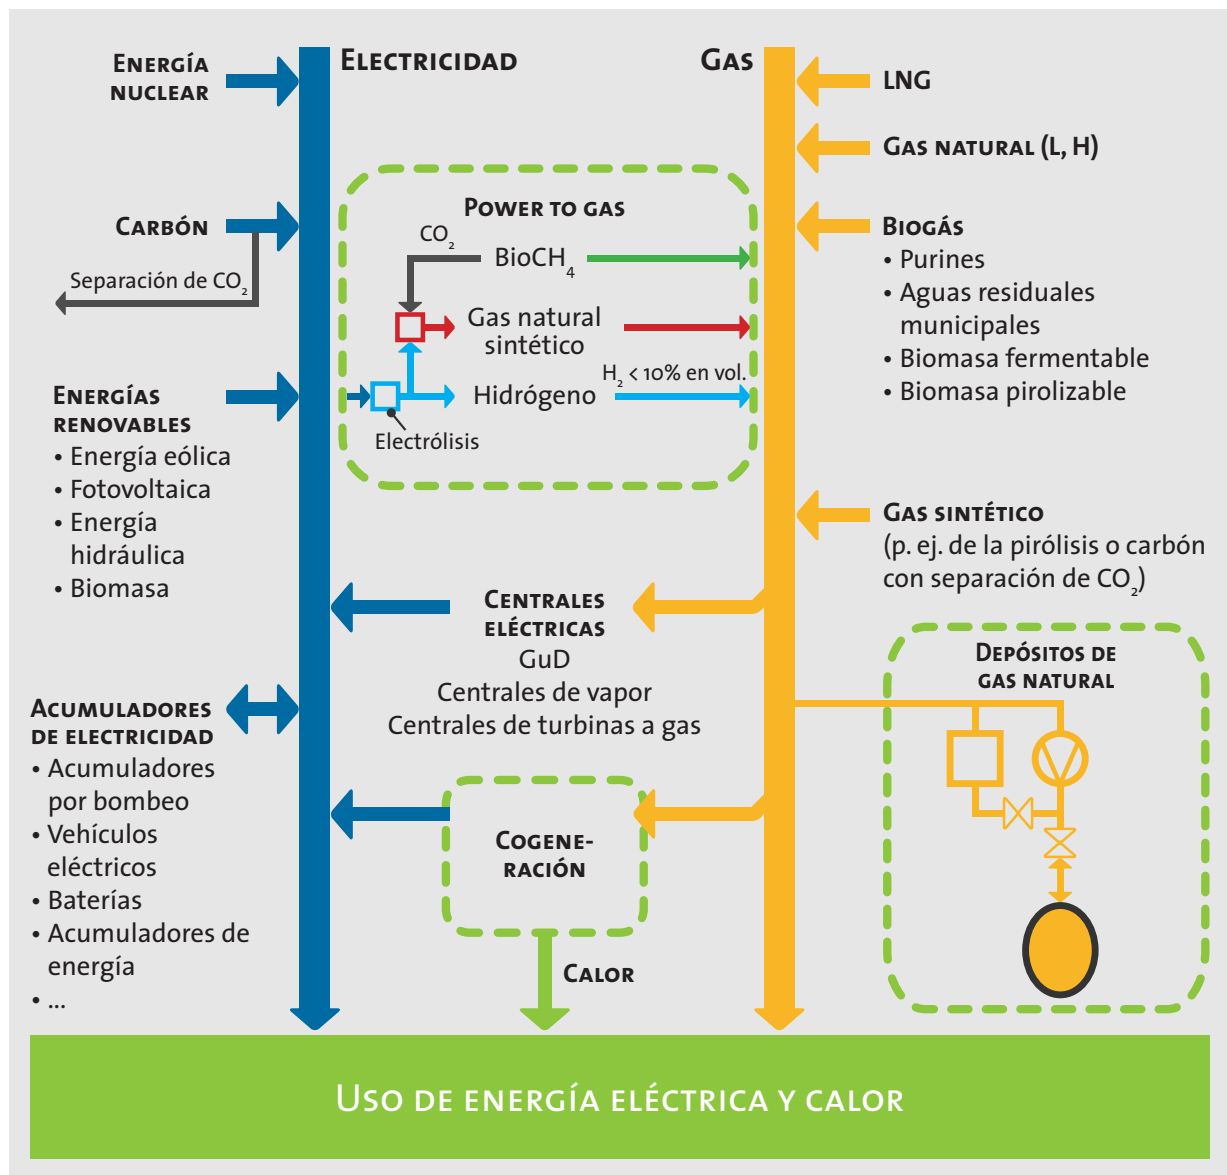 Energía
nuclear
Electricidad
Gas
LNG
Gas natural (L, H)
Carbón
Separación de CO₂
Power to gas
CO₂
BioCH₄
Gas natural
sintético
H₂ < 10% en vol.
Hidrógeno
Electrólisis
Biogás
• Purines
• Aguas residuales
municipales
• Biomasa fermentable
• Biomasa pirolizable
Energías
renovables
• Energía eólica
• Fotovoltaica
• Energía
hidráulica
• Biomasa
Gas sintético
(p. ej. de la pirólisis o carbón
con separación de CO₂)
Centrales
eléctricas
GuD
Centrales de vapor
Centrales de turbinas a gas
Depósitos de
gas natural
Acumuladores
de electricidad
• Acumuladores
por bombeo
• Vehículos
eléctricos
• Baterías
• Acumuladores de
energía
• ...
Cogene-
ración
Calor
Uso de energía eléctrica y calor